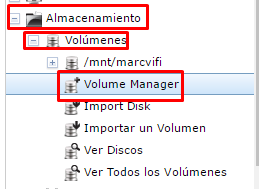 Almacenamiento
Volúmenes
/mnt/marcvifi
Volume Manager
Import Disk
Importar un Volumen
Ver Discos
Ver Todos los Volúmenes